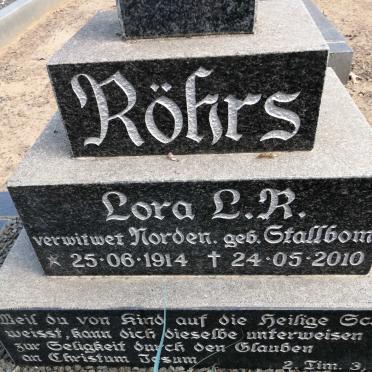 Röhrs
Lora L.R.
verwitwet Norden. geb. Stallbom
* 25·06·1914 † 24·05·2010
Weil du von Kind auf die Heilige Sc
weisst, kann dich dieselbe unterweisen
zur Seligkeit durch den Glauben
an Christum Jesum
2. Tim. 3,